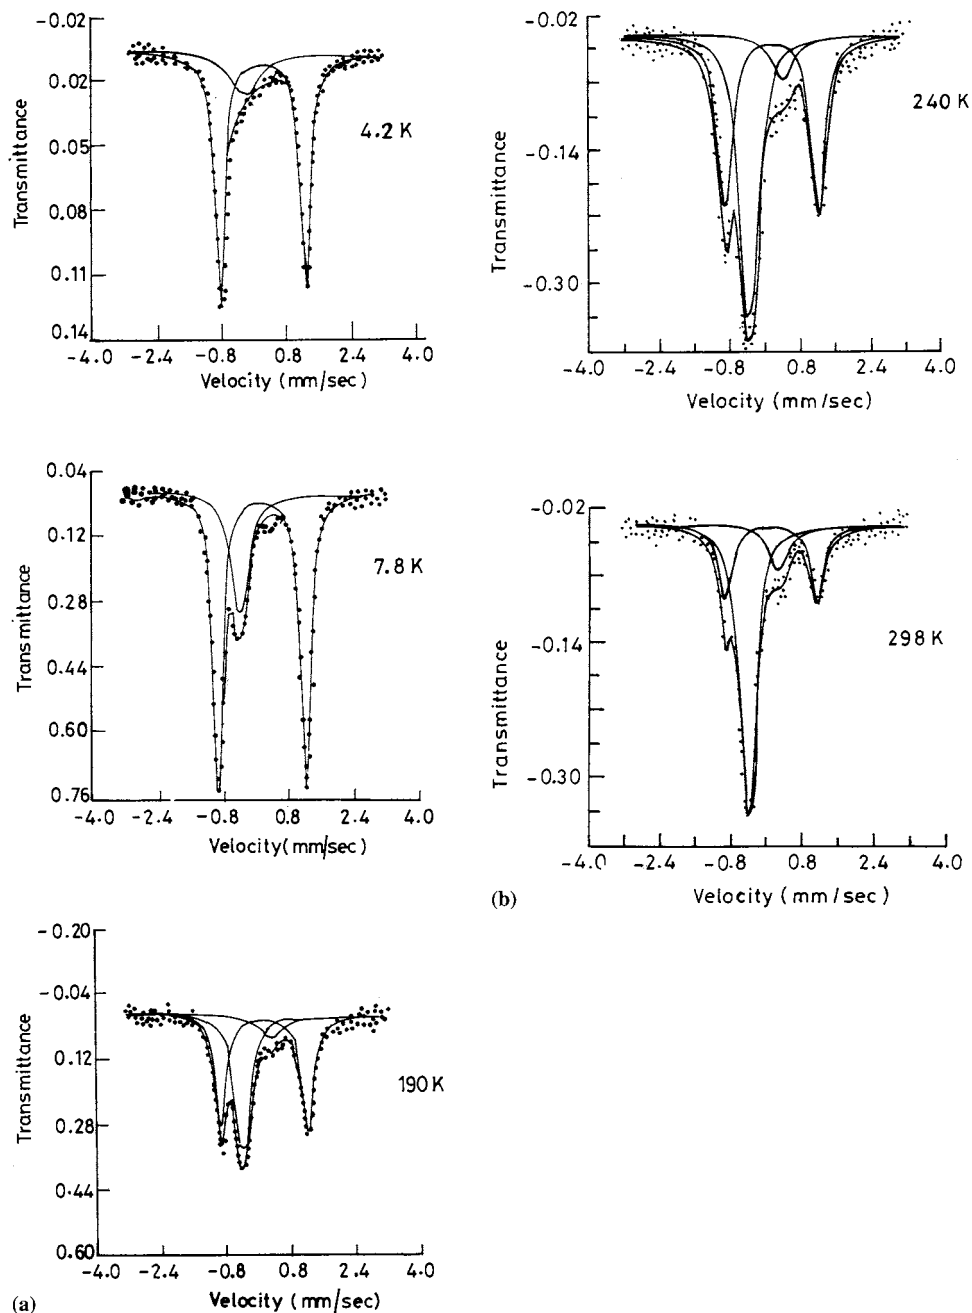 -0.02
0.02
0.05
0.08
0.11
0.14
Transmittance
4.2 K
-4.0 -2.4 -0.8 0.8 2.4 4.0
Velocity (mm/sec)
0.04
0.12
0.28
0.44
0.60
0.76
Transmittance
7.8 K
-4.0 -2.4 -0.8 0.8 2.4 4.0
Velocity (mm/sec)
-0.20
-0.04
0.12
0.28
0.44
0.60
Transmittance
190 K
-4.0 -2.4 -0.8 0.8 2.4 4.0
Velocity (mm/sec)
(a)
-0.02
-0.14
-0.30
Transmittance
240 K
-4.0 -2.4 -0.8 0.8 2.4 4.0
Velocity (mm/sec)
-0.02
-0.14
-0.30
Transmittance
298 K
-4.0 -2.4 -0.8 0.8 2.4 4.0
Velocity (mm/sec)
(b)